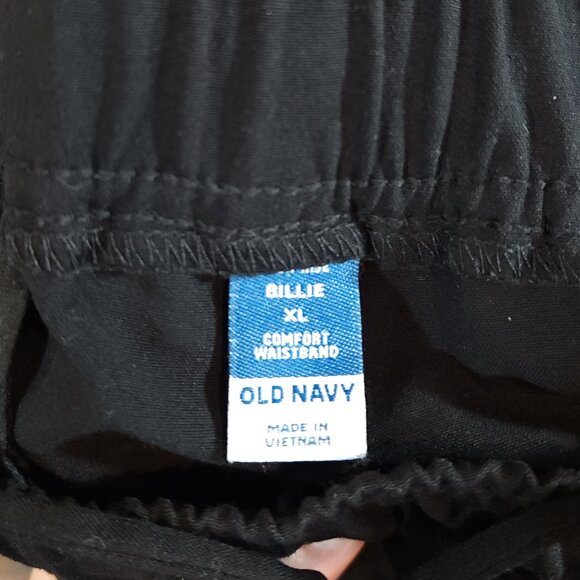 BILLIE
XL
COMFORT
WAISTBAND
OLD NAVY
MADE IN
VIETNAM